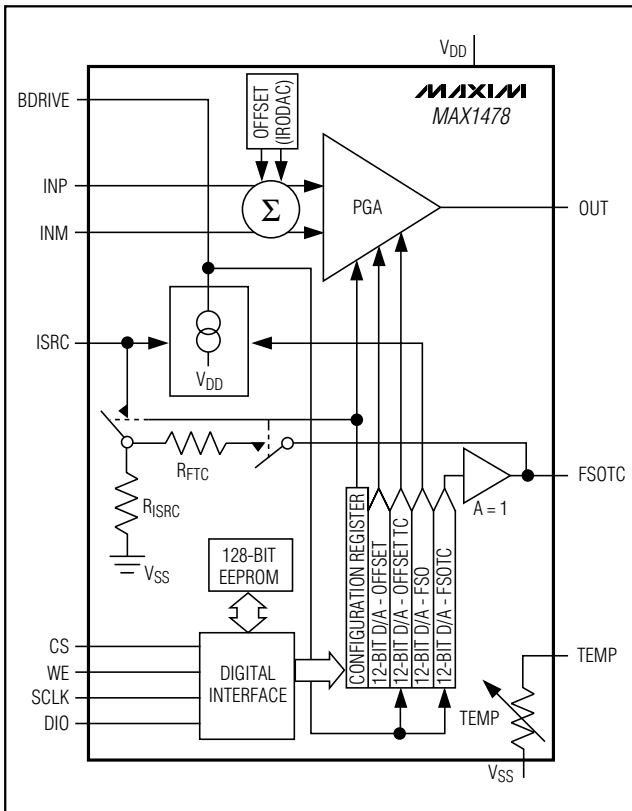 VDD
MAXIM
MAX1478
BDRIVE
OFFSET
(IRODAC)
INP
INM
Σ
PGA
OUT
ISRC
VDD
RFTC
RISRC
VSS
A = 1
FSOTC
128-BIT
EEPROM
CONFIGURATION REGISTER
12-BIT D/A - OFFSET
12-BIT D/A - OFFSET TC
12-BIT D/A - FSO
12-BIT D/A - FSOTC
CS
WE
SCLK
DIO
DIGITAL
INTERFACE
TEMP
TEMP
VSS